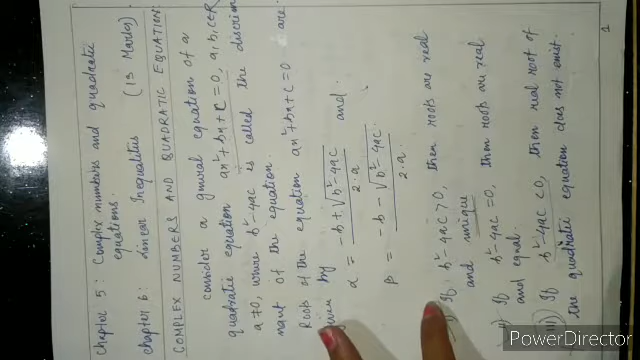 Chapter 5: Complex numbers and quadratic
equations.
Chapter 6: Linear Inequalities (13 Marks)
COMPLEX NUMBERS AND QUADRATIC EQUATION:
Consider a general equation of a
quadratic equation ax²+bx+c=0, a,b,c∈R
a≠0, where b²-4ac is called the discrim
nant of the equation.
Roots of the equation ax²+bx+c=0 are
given by
α = -b+√b²-4ac / 2·a and
β = -b-√b²-4ac / 2·a.
i) If b²-4ac>0, then roots are real
and unique
ii) If b²-4ac=0, then roots are real
and equal.
iii) If b²-4ac<0, then real root of
the quadratic equation does not exist.
1
PowerDirector